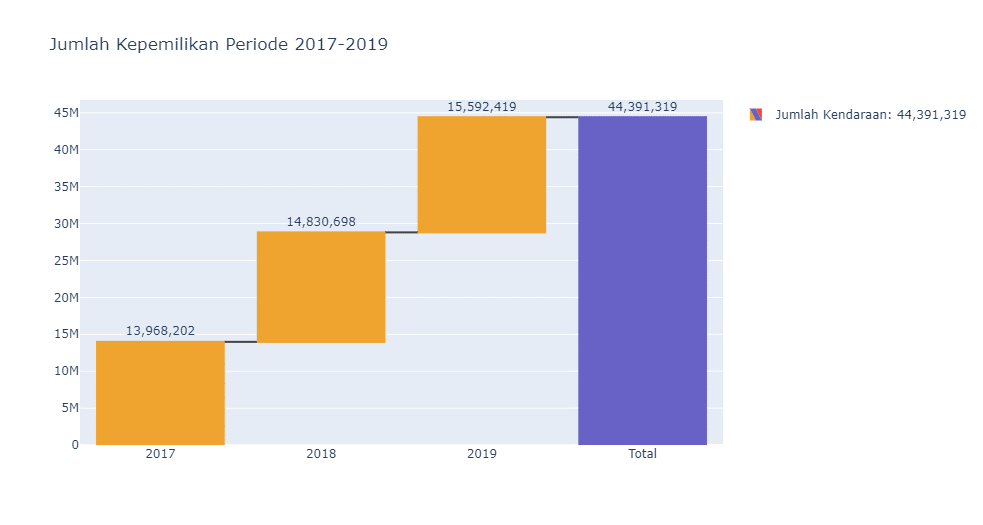 Jumlah Kepemilikan Periode 2017-2019
45M
40M
35M
30M
25M
20M
15M
10M
5M
0
13,968,202
14,830,698
15,592,419
44,391,319
2017
2018
2019
Total
Jumlah Kendaraan: 44,391,319